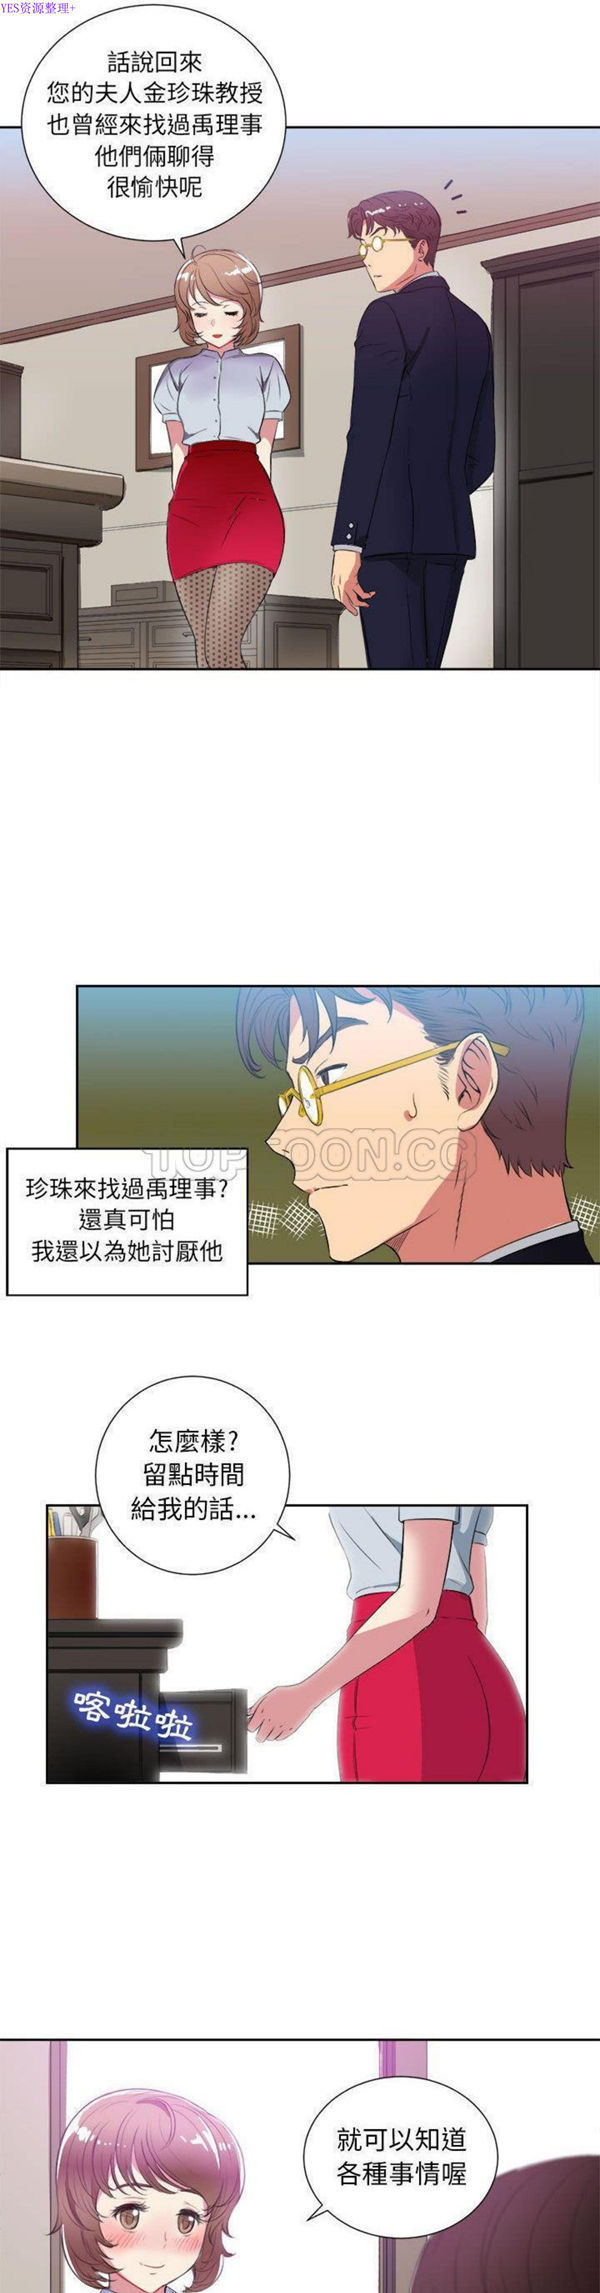 YES资源整理+
話說回來
您的夫人金珍珠教授
也曾經來找過禹理事
他們倆聊得
很愉快呢
TOPTOON.CC
珍珠來找過禹理事?
還真可怕
我還以為她討厭他
怎麼樣?
留點時間
給我的話...
喀啦啦
TOPTOON.CC
就可以知道
各種事情喔